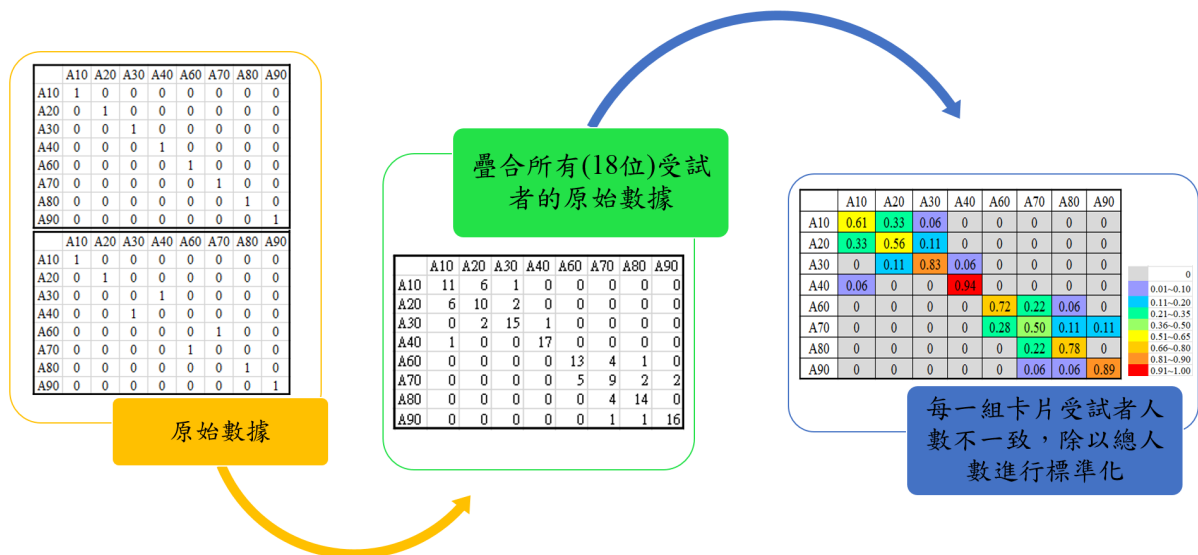 A10 A20 A30 A40 A60 A70 A80 A90
A10 1 0 0 0 0 0 0 0
A20 0 1 0 0 0 0 0 0
A30 0 0 1 0 0 0 0 0
A40 0 0 0 1 0 0 0 0
A60 0 0 0 0 1 0 0 0
A70 0 0 0 0 0 1 0 0
A80 0 0 0 0 0 0 1 0
A90 0 0 0 0 0 0 0 1
A10 A20 A30 A40 A60 A70 A80 A90
A10 1 0 0 0 0 0 0 0
A20 0 1 0 0 0 0 0 0
A30 0 0 0 1 0 0 0 0
A40 0 0 1 0 0 0 0 0
A60 0 0 0 0 0 1 0 0
A70 0 0 0 0 1 0 0 0
A80 0 0 0 0 0 0 1 0
A90 0 0 0 0 0 0 0 1
原始數據
疊合所有(18位)受試
者的原始數據
A10 A20 A30 A40 A60 A70 A80 A90
A10 11 6 1 0 0 0 0 0
A20 6 10 2 0 0 0 0 0
A30 0 2 15 1 0 0 0 0
A40 1 0 0 17 0 0 0 0
A60 0 0 0 0 13 4 1 0
A70 0 0 0 0 5 9 2 2
A80 0 0 0 0 0 4 14 0
A90 0 0 0 0 0 1 1 16
A10 A20 A30 A40 A60 A70 A80 A90
A10 0.61 0.33 0.06 0 0 0 0 0
A20 0.33 0.56 0.11 0 0 0 0 0
A30 0 0.11 0.83 0.06 0 0 0 0
A40 0.06 0 0 0.94 0 0 0 0
A60 0 0 0 0 0.72 0.22 0.06 0
A70 0 0 0 0 0.28 0.50 0.11 0.11
A80 0 0 0 0 0 0.22 0.78 0
A90 0 0 0 0 0 0.06 0.06 0.89
0
0.01~0.10
0.11~0.20
0.21~0.35
0.36~0.50
0.51~0.65
0.66~0.80
0.81~0.90
0.91~1.00
每一組卡片受試者人
數不一致，除以總人
數進行標準化